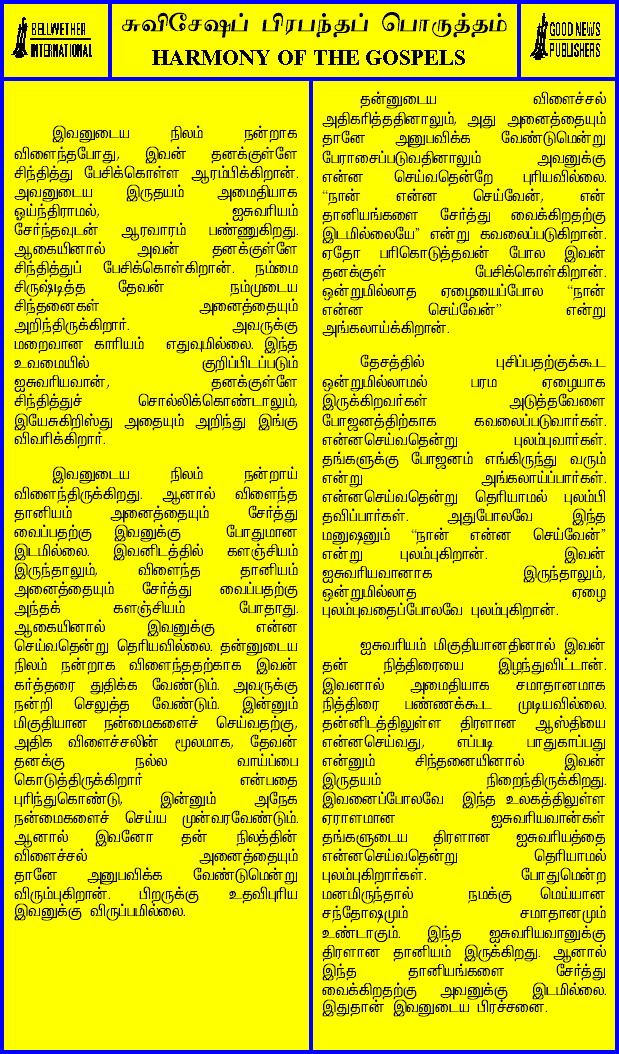 BELLWETHER
INTERNATIONAL
சுவிசேஷப் பிரபந்தப் பொருத்தம்
HARMONY OF THE GOSPELS
GOOD NEWS
PUBLISHERS
இவனுடைய நிலம் நன்றாக
விளைந்தபோது, இவன் தனக்குள்ளே
சிந்தித்து பேசிக்கொள்ள ஆரம்பிக்கிறான்.
அவனுடைய இருதயம் அமைதியாக
ஓய்ந்திராமல், ஐசுவரியம்
சேர்ந்தவுடன் ஆரவாரம் பண்ணுகிறது.
ஆகையினால் அவன் தனக்குள்ளே
சிந்தித்துப் பேசிக்கொள்கிறான். நம்மை
சிருஷ்டித்த தேவன் நம்முடைய
சிந்தனைகள் அனைத்தையும்
அறிந்திருக்கிறார். அவருக்கு
மறைவான காரியம் எதுவுமில்லை. இந்த
உவமையில் குறிப்பிடப்படும்
ஐசுவரியவான், தனக்குள்ளே
சிந்தித்துச் சொல்லிக்கொண்டாலும்,
இயேசுகிறிஸ்து அதையும் அறிந்து இங்கு
விவரிக்கிறார்.
இவனுடைய நிலம் நன்றாய்
விளைந்திருக்கிறது. ஆனால் விளைந்த
தானியம் அனைத்தையும் சேர்த்து
வைப்பதற்கு இவனுக்கு போதுமான
இடமில்லை. இவனிடத்தில் களஞ்சியம்
இருந்தாலும், விளைந்த தானியம்
அனைத்தையும் சேர்த்து வைப்பதற்கு
அந்தக் களஞ்சியம் போதாது.
ஆகையினால் இவனுக்கு என்ன
செய்வதென்று தெரியவில்லை. தன்னுடைய
நிலம் நன்றாக விளைந்ததற்காக இவன்
கர்த்தரை துதிக்க வேண்டும். அவருக்கு
நன்றி செலுத்த வேண்டும். இன்னும்
மிகுதியான நன்மைகளைச் செய்வதற்கு,
அதிக விளைச்சலின் மூலமாக, தேவன்
தனக்கு நல்ல வாய்ப்பை
கொடுத்திருக்கிறார் என்பதை
புரிந்துகொண்டு, இன்னும் அநேக
நன்மைகளைச் செய்ய முன்வரவேண்டும்.
ஆனால் இவனோ தன் நிலத்தின்
விளைச்சல் அனைத்தையும்
தானே அனுபவிக்க வேண்டுமென்று
விரும்புகிறான். பிறருக்கு உதவிபுரிய
இவனுக்கு விருப்பமில்லை.
தன்னுடைய விளைச்சல்
அதிகரித்ததினாலும், அது அனைத்தையும்
தானே அனுபவிக்க வேண்டுமென்று
பேராசைப்படுவதினாலும் அவனுக்கு
என்ன செய்வதென்றே புரியவில்லை.
“நான் என்ன செய்வேன், என்
தானியங்களை சேர்த்து வைக்கிறதற்கு
இடமில்லையே” என்று கவலைப்படுகிறான்.
ஏதோ பரிகொடுத்தவன் போல இவன்
தனக்குள் பேசிக்கொள்கிறான்.
ஒன்றுமில்லாத ஏழையைப்போல “நான்
என்ன செய்வேன்” என்று
அங்கலாய்க்கிறான்.
தேசத்தில் புசிப்பதற்குக்கூட
ஒன்றுமில்லாமல் பரம ஏழையாக
இருக்கிறவர்கள் அடுத்தவேளை
போஜனத்திற்காக கவலைப்படுவார்கள்.
என்னசெய்வதென்று புலம்புவார்கள்.
தங்களுக்கு போஜனம் எங்கிருந்து வரும்
என்று அங்கலாய்ப்பார்கள்.
என்னசெய்வதென்று தெரியாமல் புலம்பி
தவிப்பார்கள். அதுபோலவே இந்த
மனுஷனும் “நான் என்ன செய்வேன்”
என்று புலம்புகிறான். இவன்
ஐசுவரியவானாக இருந்தாலும்,
ஒன்றுமில்லாத ஏழை
புலம்புவதைப்போலவே புலம்புகிறான்.
ஐசுவரியம் மிகுதியானதினால் இவன்
தன் நித்திரையை இழந்துவிட்டான்.
இவனால் அமைதியாக சமாதானமாக
நித்திரை பண்ணக்கூட முடியவில்லை.
தன்னிடத்திலுள்ள திரளான ஆஸ்தியை
என்னசெய்வது, எப்படி பாதுகாப்பது
என்னும் சிந்தனையினால் இவன்
இருதயம் நிறைந்திருக்கிறது.
இவனைப்போலவே இந்த உலகத்திலுள்ள
ஏராளமான ஐசுவரியவான்கள்
தங்களுடைய திரளான ஐசுவரியத்தை
என்னசெய்வதென்று தெரியாமல்
புலம்புகிறார்கள். போதுமென்ற
மனமிருந்தால் நமக்கு மெய்யான
சந்தோஷமும் சமாதானமும்
உண்டாகும். இந்த ஐசுவரியவானுக்கு
திரளான தானியம் இருக்கிறது. ஆனால்
இந்த தானியங்களை சேர்த்து
வைக்கிறதற்கு அவனுக்கு இடமில்லை.
இதுதான் இவனுடைய பிரச்சனை.